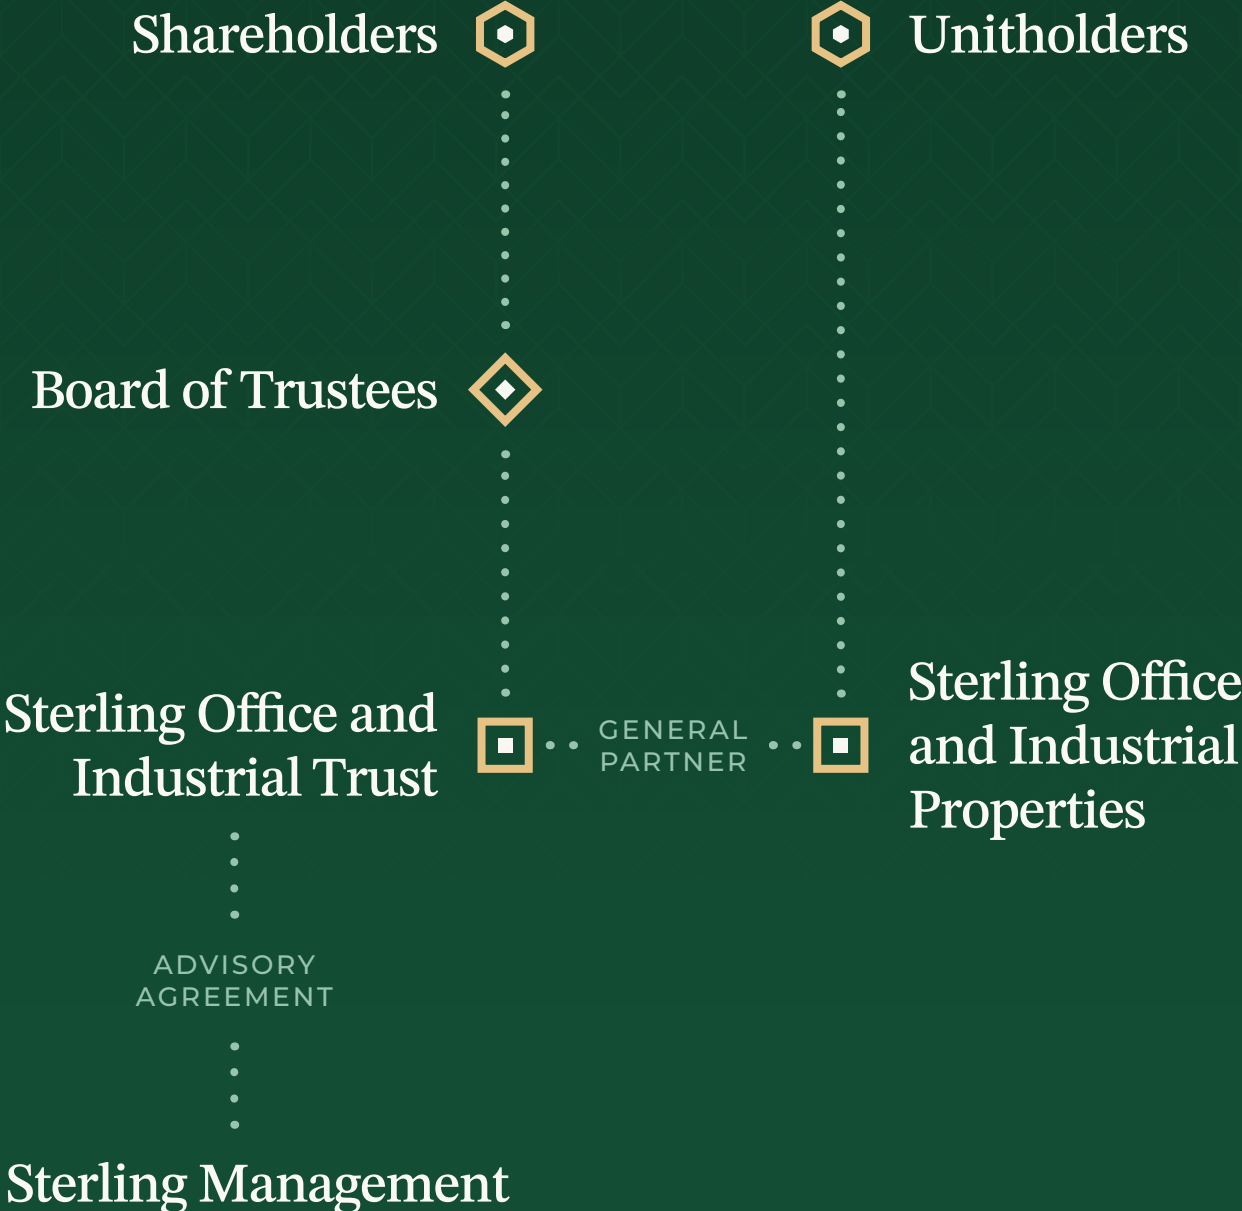 Shareholders
Unitholders
Board of Trustees
Sterling Office and
Industrial Trust
GENERAL
PARTNER
Sterling Office
and Industrial
Properties
ADVISORY
AGREEMENT
Sterling Management